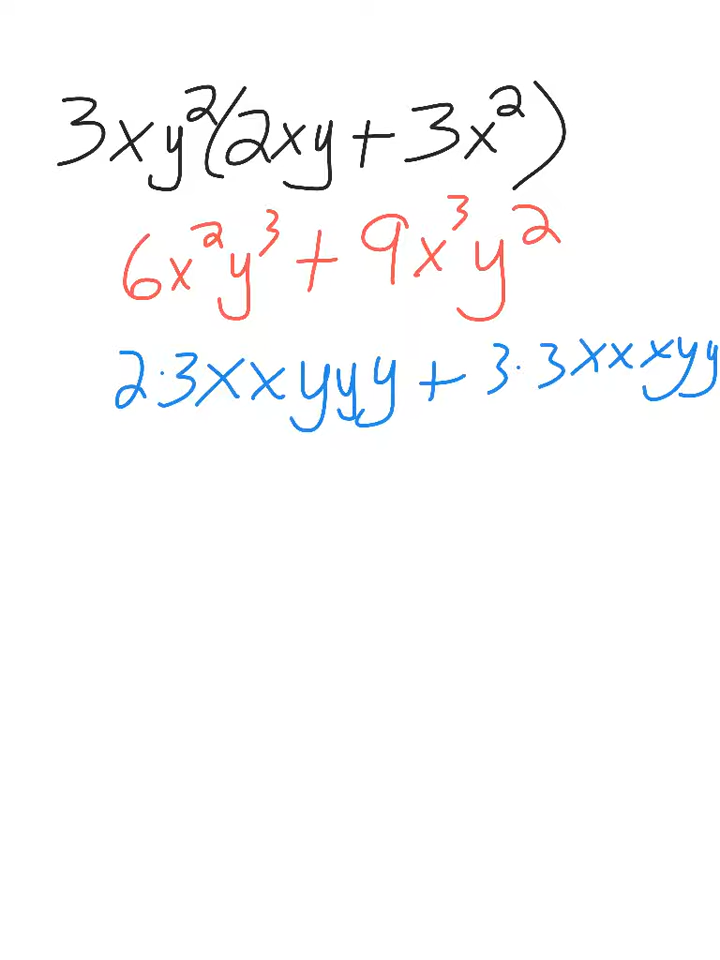 3xy²(2xy + 3x²)
6x²y³ + 9x³y²
2·3xxyyy + 3·3xxxyy